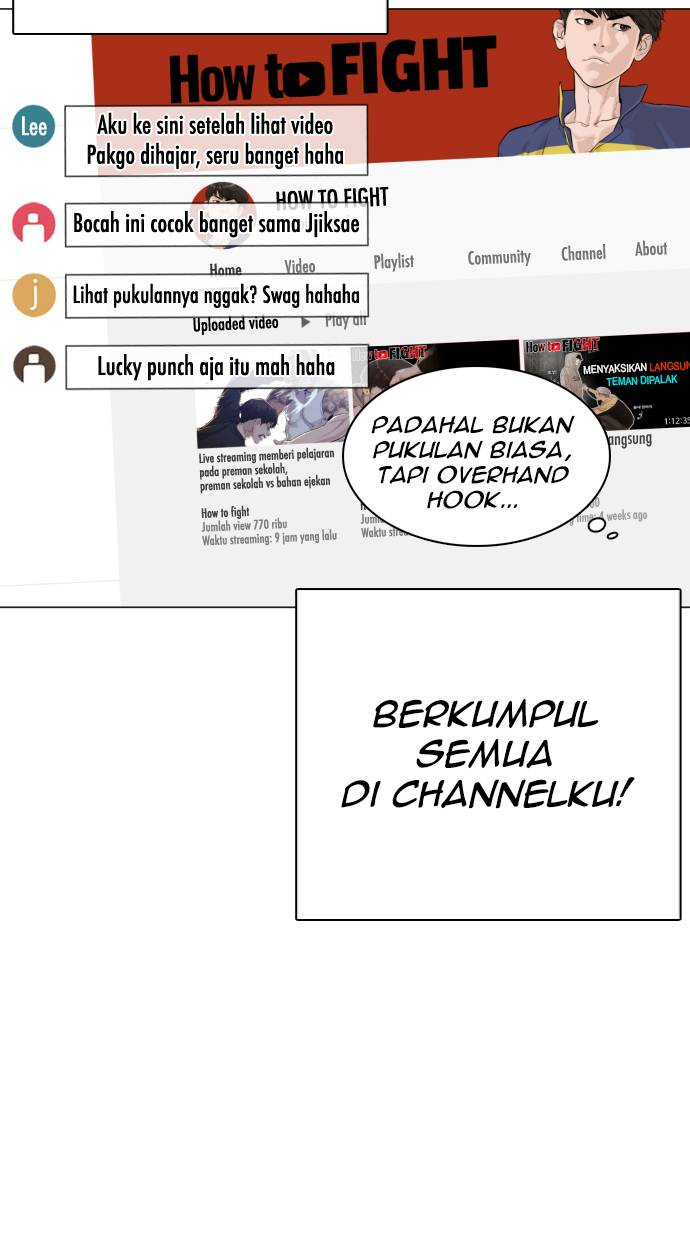 How to FIGHT
Lee
Aku ke sini setelah lihat video
Pakgo dihajar, seru banget haha
HOW TO FIGHT
Bocah ini cocok banget sama Jjiksae
Home Video Playlist Community Channel About
j
Lihat pukulannya nggak? Swag hahaha
Uploaded video Play all
Lucky punch aja itu mah haha
How to FIGHT
How to FIGHT
MENYAKSIKAN LANGSUNG
TEMAN DIPALAK
1:12:35
PADAHAL BUKAN
PUKULAN BIASA,
TAPI OVERHAND
HOOK...
Live streaming memberi pelajaran
pada preman sekolah,
preman sekolah vs bahan ejekan
How to fight
Jumlah view 770 ribu
Waktu streaming: 9 jam yang lalu
langsung
4 weeks ago
BERKUMPUL
SEMUA
DI CHANNELKU!